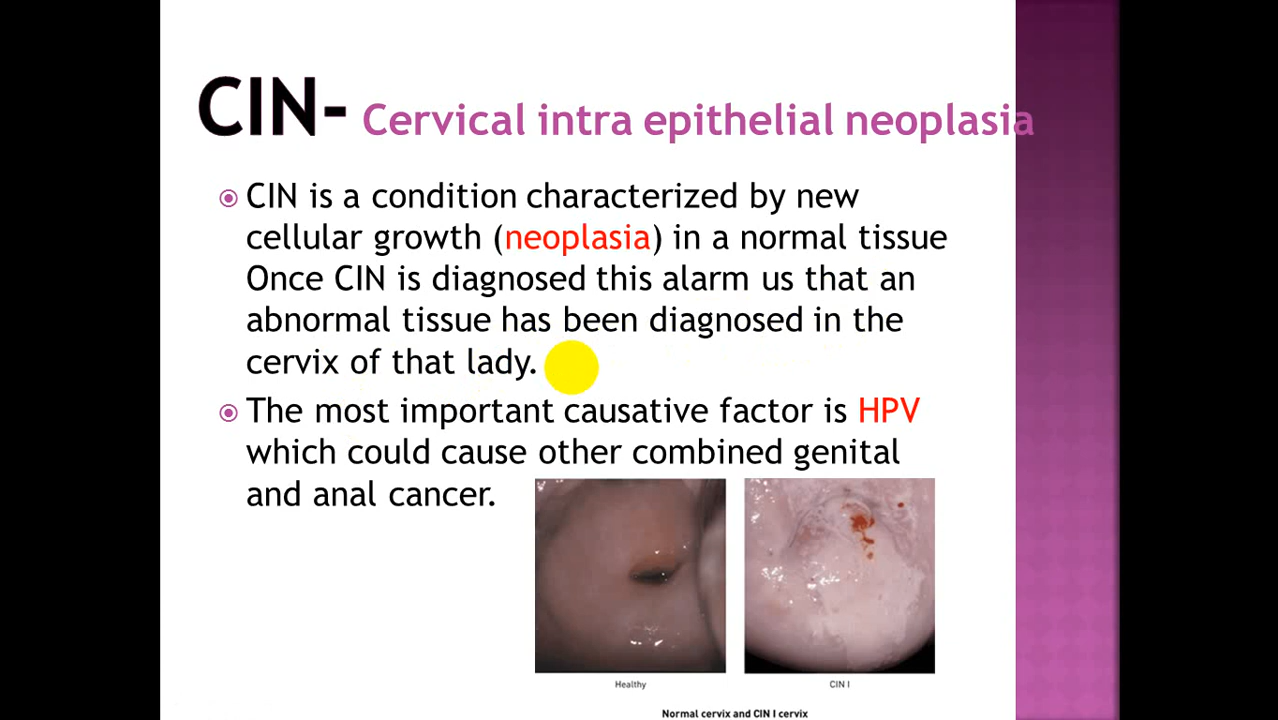 CIN- Cervical intra epithelial neoplasia
CIN is a condition characterized by new
cellular growth (neoplasia) in a normal tissue
Once CIN is diagnosed this alarm us that an
abnormal tissue has been diagnosed in the
cervix of that lady.
The most important causative factor is HPV
which could cause other combined genital
and anal cancer.
Healthy
CIN I
Normal cervix and CIN I cervix